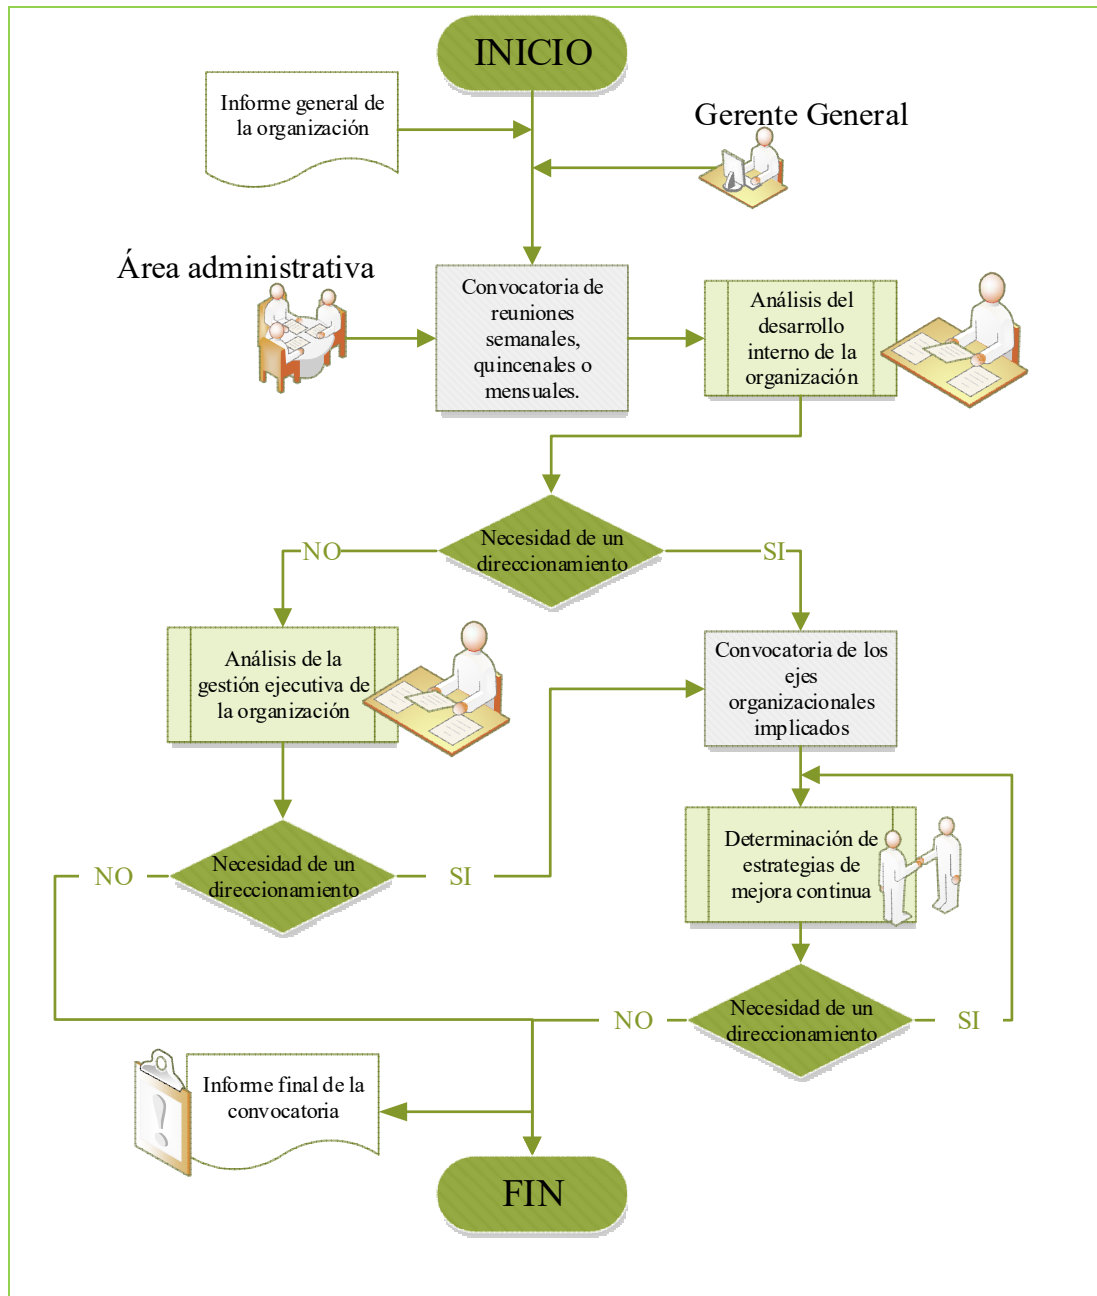 INICIO
Informe general de
la organización
Gerente General
Área administrativa
Convocatoria de
reuniones
semanales,
quincenales o
mensuales.
Análisis del
desarrollo
interno de la
organización
Necesidad de un
direccionamiento
NO
SI
Análisis de la
gestión ejecutiva de
la organización
Convocatoria de los
ejes
organizacionales
implicados
Necesidad de un
direccionamiento
NO
SI
Determinación de
estrategias de
mejora continua
Necesidad de un
direccionamiento
NO
SI
Informe final de la
convocatoria
FIN